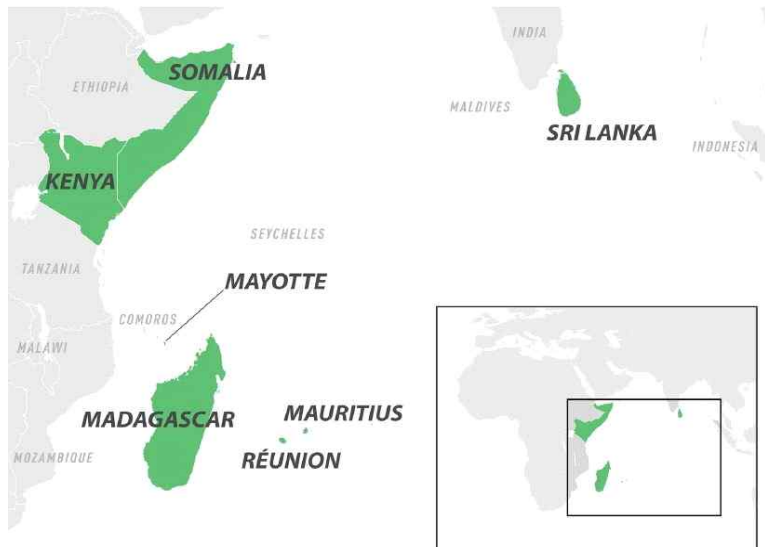 INDIA
SOMALIA
ETHIOPIA
MALDIVES
SRI LANKA
INDONESIA
KENYA
SEYCHELLES
TANZANIA
MAYOTTE
COMOROS
MALAWI
MAURITIUS
MADAGASCAR
MOZAMBIQUE
RÉUNION